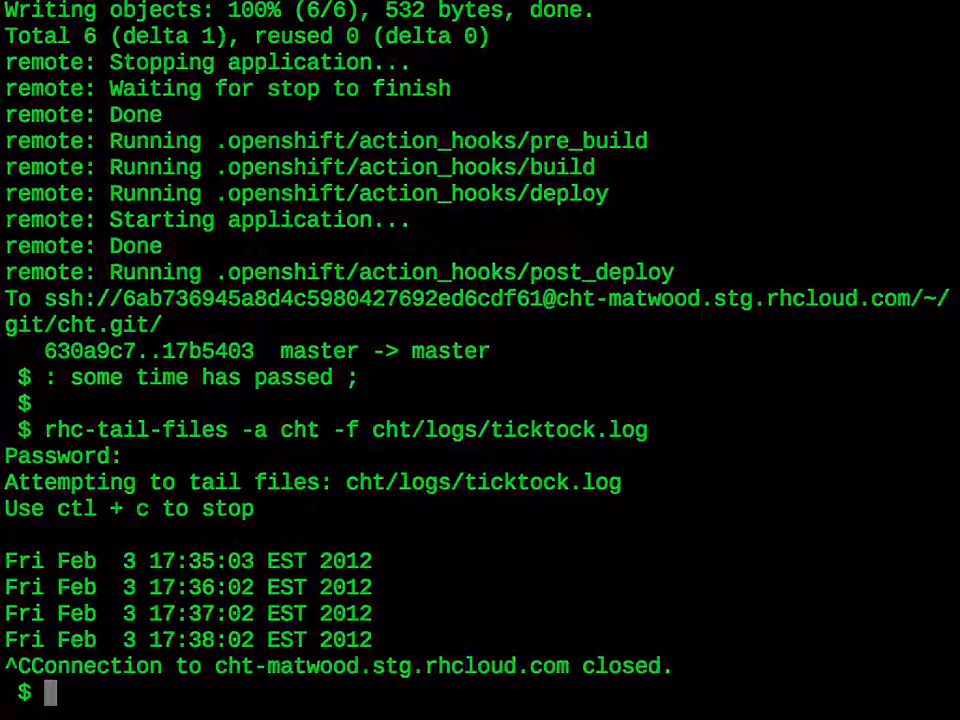 Writing objects: 100% (6/6), 532 bytes, done.
Total 6 (delta 1), reused 0 (delta 0)
remote: Stopping application...
remote: Waiting for stop to finish
remote: Done
remote: Running .openshift/action_hooks/pre_build
remote: Running .openshift/action_hooks/build
remote: Running .openshift/action_hooks/deploy
remote: Starting application...
remote: Done
remote: Running .openshift/action_hooks/post_deploy
To ssh://6ab736945a8d4c5980427692ed6cdf61@cht-matwood.stg.rhcloud.com/~/
git/cht.git/
   630a9c7..17b5403  master -> master
 $ : some time has passed ;
 $
 $ rhc-tail-files -a cht -f cht/logs/ticktock.log
Password:
Attempting to tail files: cht/logs/ticktock.log
Use ctl + c to stop

Fri Feb  3 17:35:03 EST 2012
Fri Feb  3 17:36:02 EST 2012
Fri Feb  3 17:37:02 EST 2012
Fri Feb  3 17:38:02 EST 2012
^CConnection to cht-matwood.stg.rhcloud.com closed.
 $